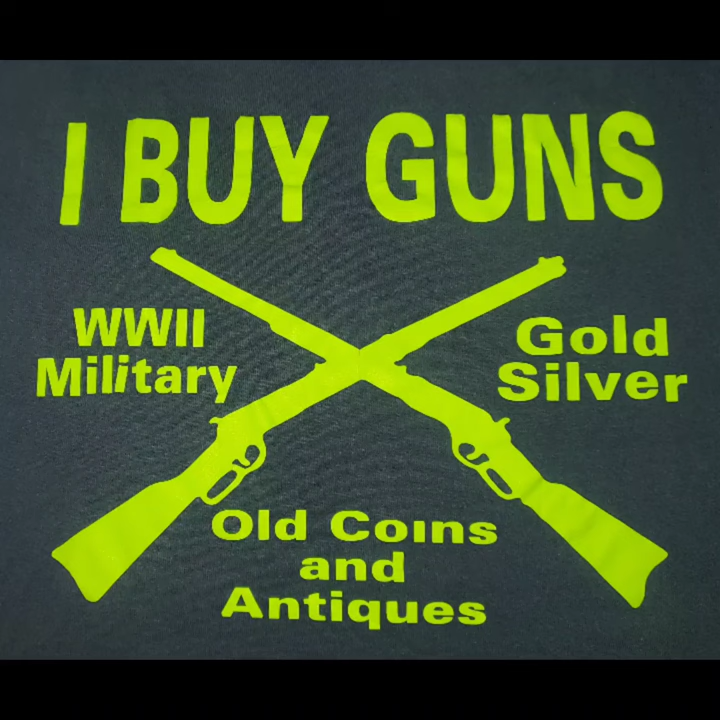 I BUY GUNS
WWII
Military
Gold
Silver
Old Coins
and
Antiques